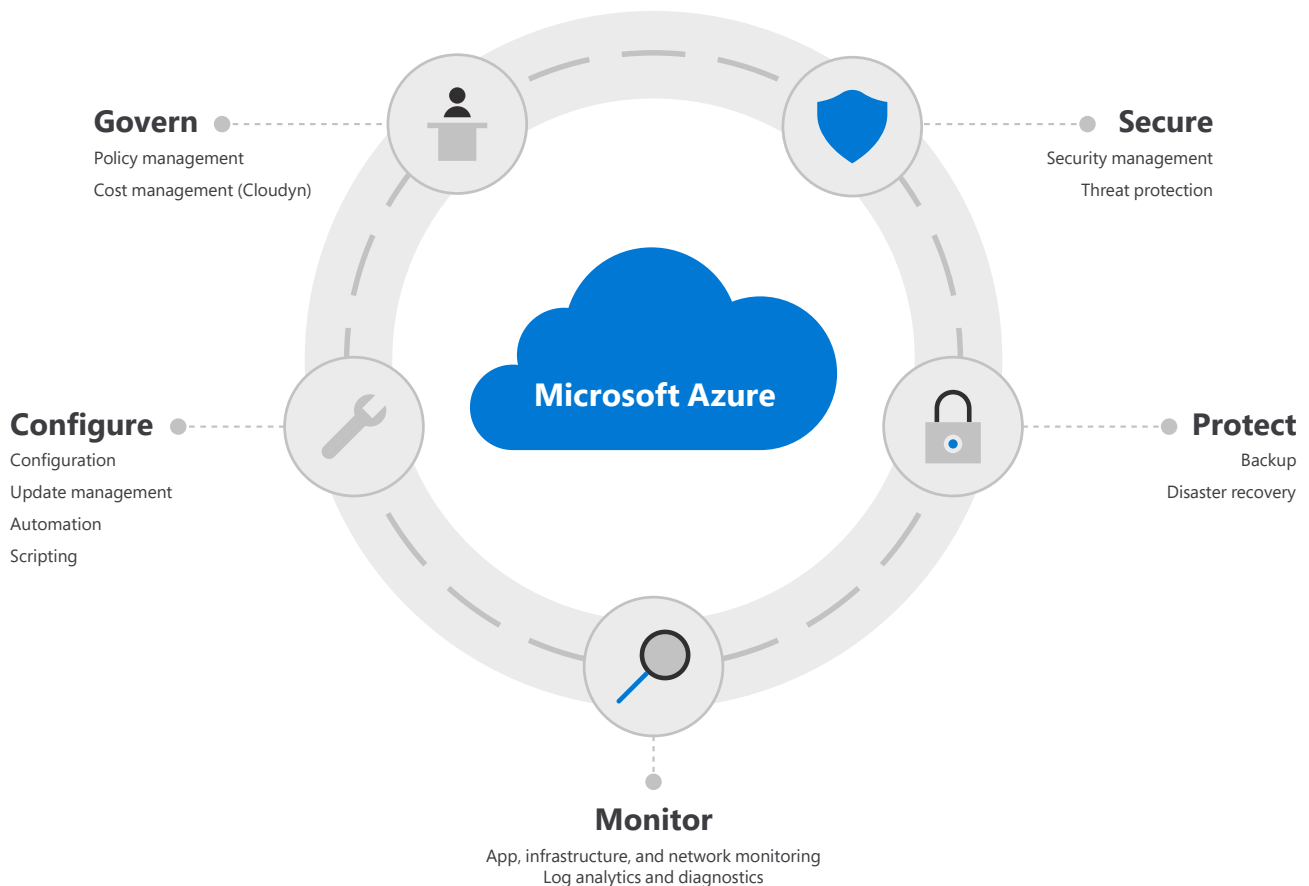 Govern
Policy management
Cost management (Cloudyn)
Secure
Security management
Threat protection
Microsoft Azure
Configure
Configuration
Update management
Automation
Scripting
Protect
Backup
Disaster recovery
Monitor
App, infrastructure, and network monitoring
Log analytics and diagnostics